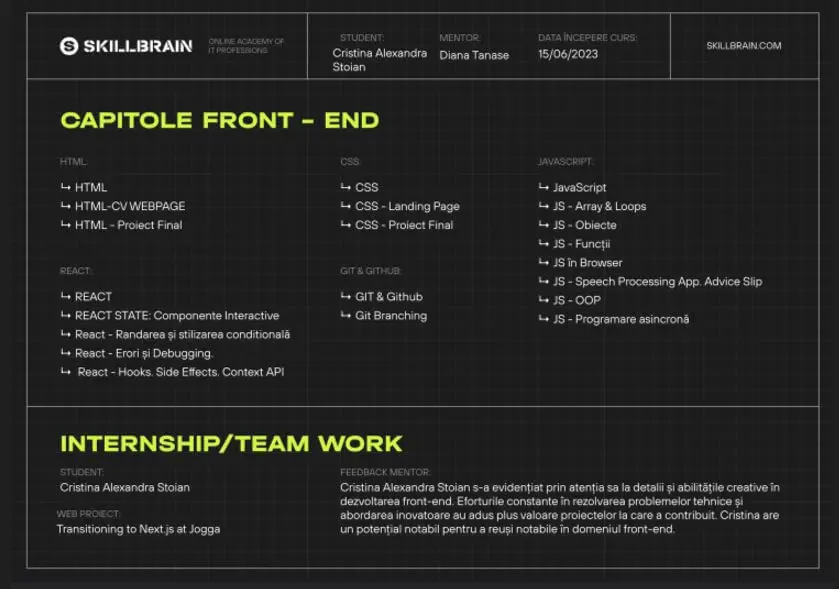 SKILLBRAIN
ONLINE ACADEMY OF
IT PROFESSIONS
STUDENT:
Cristina Alexandra
Stoian
MENTOR:
Diana Tanase
DATA ÎNCEPERE CURS:
15/06/2023
SKILLBRAIN.COM
CAPITOLE FRONT - END
HTML:
↳ HTML
↳ HTML-CV WEBPAGE
↳ HTML - Proiect Final
CSS:
↳ CSS
↳ CSS - Landing Page
↳ CSS - Proiect Final
JAVASCRIPT:
↳ JavaScript
↳ JS - Array & Loops
↳ JS - Obiecte
↳ JS - Funcții
↳ JS în Browser
↳ JS - Speech Processing App. Advice Slip
↳ JS - OOP
↳ JS - Programare asincronă
REACT:
↳ REACT
↳ REACT STATE: Componente Interactive
↳ React - Randarea și stilizarea conditională
↳ React - Erori și Debugging.
↳ React - Hooks. Side Effects. Context API
GIT & GITHUB:
↳ GIT & Github
↳ Git Branching
INTERNSHIP/TEAM WORK
STUDENT:
Cristina Alexandra Stoian
WEB PROIECT:
Transitioning to Next.js at Jogga
FEEDBACK MENTOR:
Cristina Alexandra Stoian s-a evidențiat prin atenția sa la detalii și abilitățile creative în
dezvoltarea front-end. Eforturile constante în rezolvarea problemelor tehnice și
abordarea inovatoare au adus plus valoare proiectelor la care a contribuit. Cristina are
un potențial notabil pentru a reuși notabile în domeniul front-end.